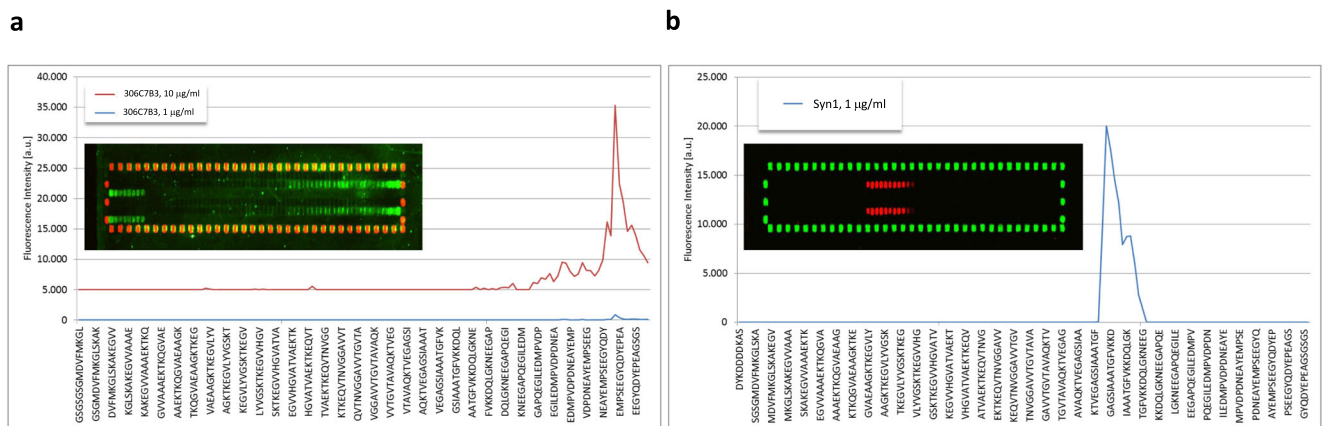 a
b
40.000
35.000
30.000
25.000
20.000
15.000
10.000
5.000
0
Fluorescence Intensity [a.u.]
306C7B3, 10 µg/ml
306C7B3, 1 µg/ml
GSGSGSGMDVFMKGL
GSGMDVFMKGLSKAK
DVFMKGLSKAKEGVV
KGLSKAKEGVVAAAE
KAKEGVVAAAEKTKQ
GVVAAAEKTKQGVAE
AAEKTKQGVAEAAGK
TKQGVAEAAGKTKEG
VAEAAGKTKEGVLYV
AGKTKEGVLYVGSKT
KEGVLYVGSKTKEGV
LYVGSKTKEGVVHGV
SKTKEGVVHGVATVA
EGVVHGVATVAEKTK
HGVATVAEKTKEQVT
TVAEKTKEQVTNVGG
KTKEQVTNVGGAVVT
QVTNVGGAVVTGVTA
VGGAVVTGVTAVAQK
VVTGVTAVAQKTVEG
VTAVAQKTVEGAGSI
AQKTVEGAGSIAAAT
VEGAGSIAAATGFVK
GSIAAATGFVKKDQL
AATGFVKKDQLGKNE
FVKKDQLGKNEEGAP
DQLGKNEEGAPQEGI
KNEEGAPQEGILEDM
GAPQEGILEDMPVDP
EGILEDMPVDPDNEA
EDMPVDPDNEAYEMP
VDPDNEAYEMPSEEG
NEAYEMPSEEGYQDY
EMPSEEGYQDYEPEA
EEGYQDYEPEAGSGS
25.000
20.000
15.000
10.000
5.000
0
Fluorescence Intensity [a.u.]
Syn1, 1 µg/ml
DYKDDDDKAS
SGSGMDVFMKGLSKA
MDVFMKGLSKAKEGV
MKGLSKAKEGVVAAA
SKAKEGVVAAAEKTK
EGVVAAAEKTKQGVA
AAAEKTKQGVAEAAG
KTKQGVAEAAGKTKE
GVAEAAGKTKEGVLY
AAGKTKEGVLYVGSK
TKEGVLYVGSKTKEG
VLYVGSKTKEGVVHG
GSKTKEGVVHGVATV
KEGVVHGVATVAEKT
VHGVATVAEKTKEQV
ATVAEKTKEQVTNVG
EKTKEQVTNVGGAVV
KEQVTNVGGAVVTGV
TNVGGAVVTGVTAVA
GAVVTGVTAVAQKTV
TGVTAVAQKTVEGAG
AVAQKTVEGAGSIAA
KTVEGAGSIAAATGF
GAGSIAAATGFVKKD
IAAATGFVKKDQLGK
TGFVKKDQLGKNEEG
KKDQLGKNEEGAPQE
LGKNEEGAPQEGILE
EEGAPQEGILEDMPV
PQEGILEDMPVDPDN
ILEDMPVDPDNEAYE
MPVDPDNEAYEMPSE
PDNEAYEMPSEEGYQ
AYEMPSEEGYQDYEP
PSEEGYQDYEPEAGS
GYQDYEPEAGSGSGS